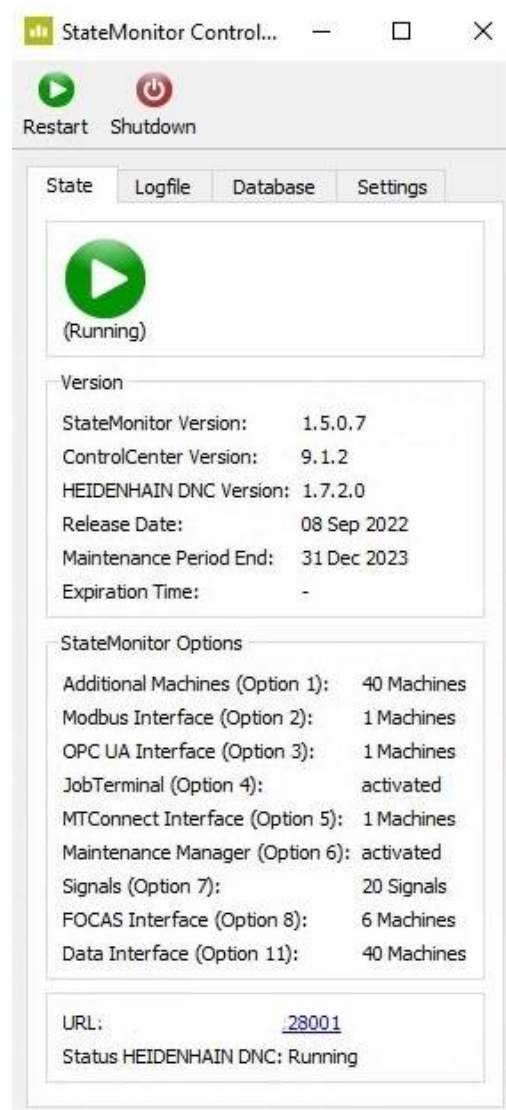 StateMonitor Control...
Restart Shutdown
State Logfile Database Settings
(Running)
Version
StateMonitor Version: 1.5.0.7
ControlCenter Version: 9.1.2
HEIDENHAIN DNC Version: 1.7.2.0
Release Date: 08 Sep 2022
Maintenance Period End: 31 Dec 2023
Expiration Time: -
StateMonitor Options
Additional Machines (Option 1): 40 Machines
Modbus Interface (Option 2): 1 Machines
OPC UA Interface (Option 3): 1 Machines
JobTerminal (Option 4): activated
MTConnect Interface (Option 5): 1 Machines
Maintenance Manager (Option 6): activated
Signals (Option 7): 20 Signals
FOCAS Interface (Option 8): 6 Machines
Data Interface (Option 11): 40 Machines
URL: :28001
Status HEIDENHAIN DNC: Running